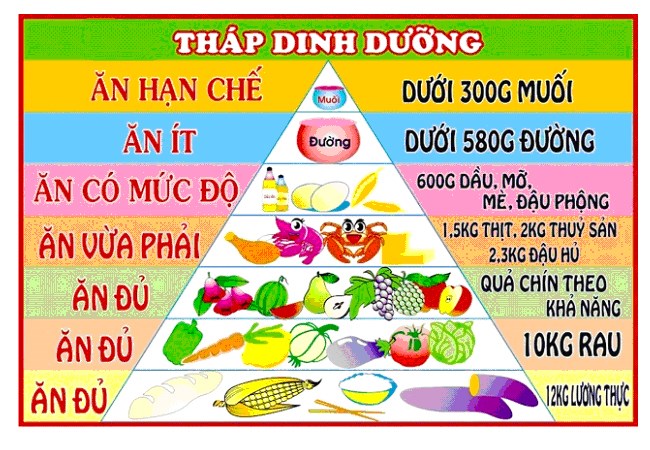 THÁP DINH DƯỠNG
ĂN HẠN CHẾ
Muối
DƯỚI 300G MUỐI
ĂN ÍT
Đường
DƯỚI 580G ĐƯỜNG
ĂN CÓ MỨC ĐỘ
600G DẦU, MỠ,
MÈ, ĐẬU PHỘNG
ĂN VỪA PHẢI
1,5KG THỊT, 2KG THUỶ SẢN
2,3KG ĐẬU HỦ
ĂN ĐỦ
QUẢ CHÍN THEO
KHẢ NĂNG
ĂN ĐỦ
10KG RAU
ĂN ĐỦ
12KG LƯƠNG THỰC